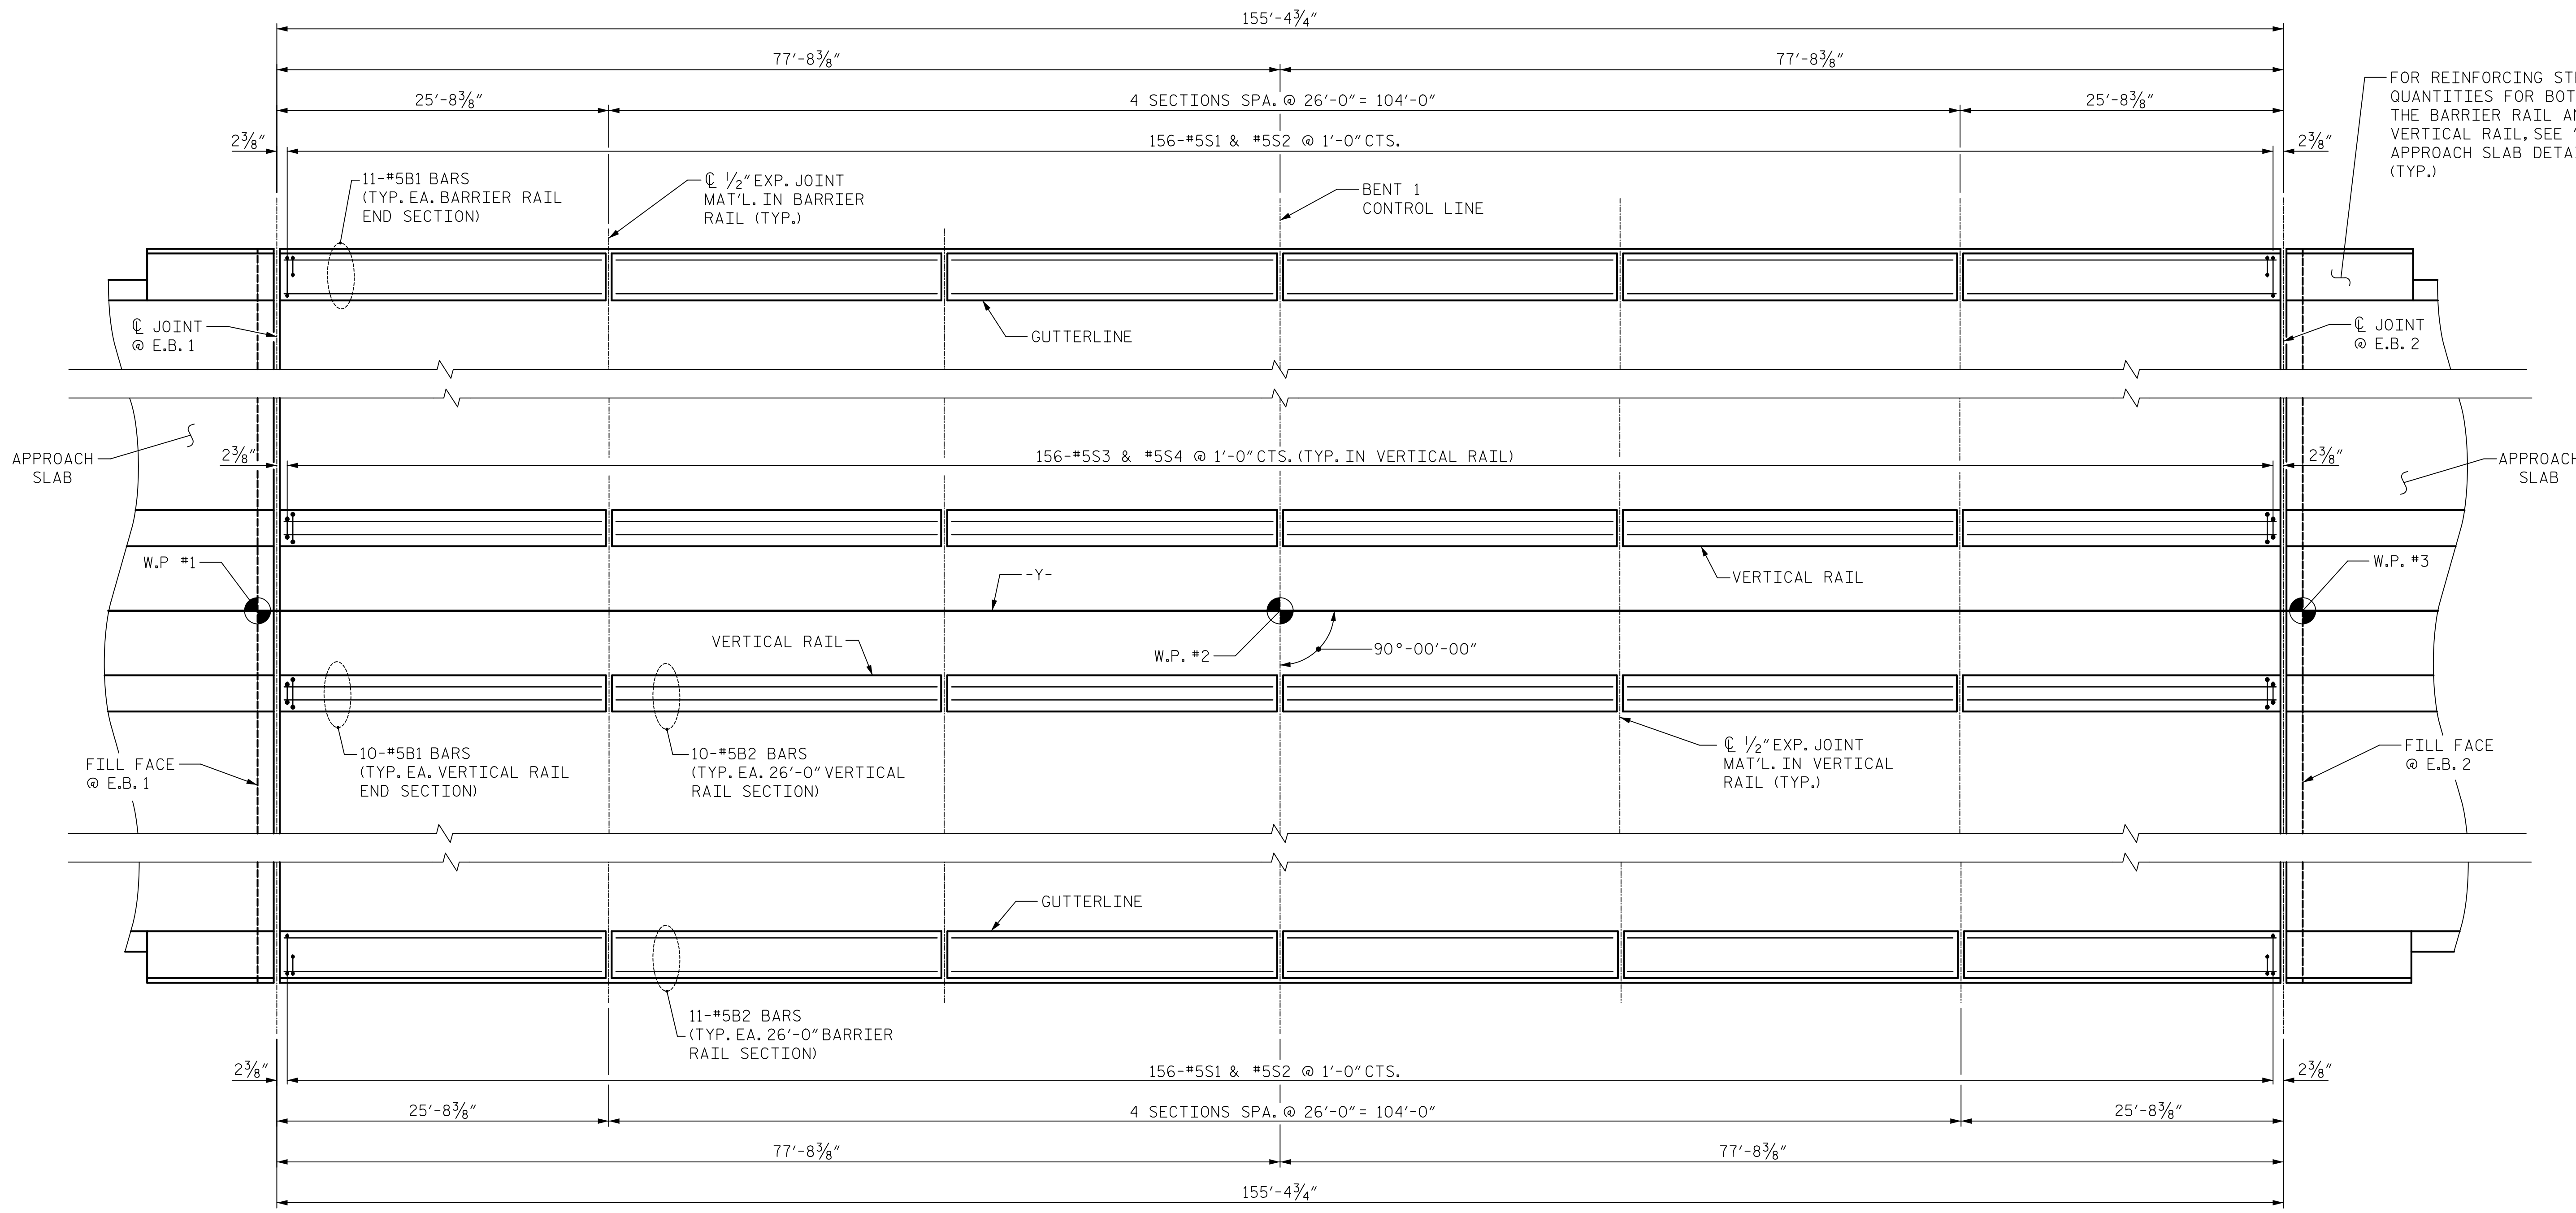 155'-4¾"
77'-8⅜"
77'-8⅜"
25'-8⅜"
4 SECTIONS SPA. @ 26'-0" = 104'-0"
25'-8⅜"
2⅜"
156-#5S1 & #5S2 @ 1'-0" CTS.
2⅜"
FOR REINFORCING
QUANTITIES FOR
THE BARRIER RAIL
VERTICAL RAIL, SEE
APPROACH SLAB
(TYP.)
11-#5B1 BARS
(TYP. EA. BARRIER RAIL
END SECTION)
℄ ½" EXP. JOINT
MAT'L. IN BARRIER
RAIL (TYP.)
BENT 1
CONTROL LINE
℄ JOINT
@ E.B. 1
GUTTERLINE
℄ JOINT
@ E.B. 2
APPROACH
SLAB
2⅜"
156-#5S3 & #5S4 @ 1'-0" CTS. (TYP. IN VERTICAL RAIL)
2⅜"
APPROACH
SLAB
W.P #1
-Y-
VERTICAL RAIL
W.P. #3
VERTICAL RAIL
W.P. #2
90°-00'-00"
FILL FACE
@ E.B. 1
10-#5B1 BARS
(TYP. EA. VERTICAL RAIL
END SECTION)
10-#5B2 BARS
(TYP. EA. 26'-0" VERTICAL
RAIL SECTION)
℄ ½" EXP. JOINT
MAT'L. IN VERTICAL
RAIL (TYP.)
FILL FACE
@ E.B. 2
GUTTERLINE
11-#5B2 BARS
(TYP. EA. 26'-0" BARRIER
RAIL SECTION)
2⅜"
156-#5S1 & #5S2 @ 1'-0" CTS.
2⅜"
25'-8⅜"
4 SECTIONS SPA. @ 26'-0" = 104'-0"
25'-8⅜"
77'-8⅜"
77'-8⅜"
155'-4¾"